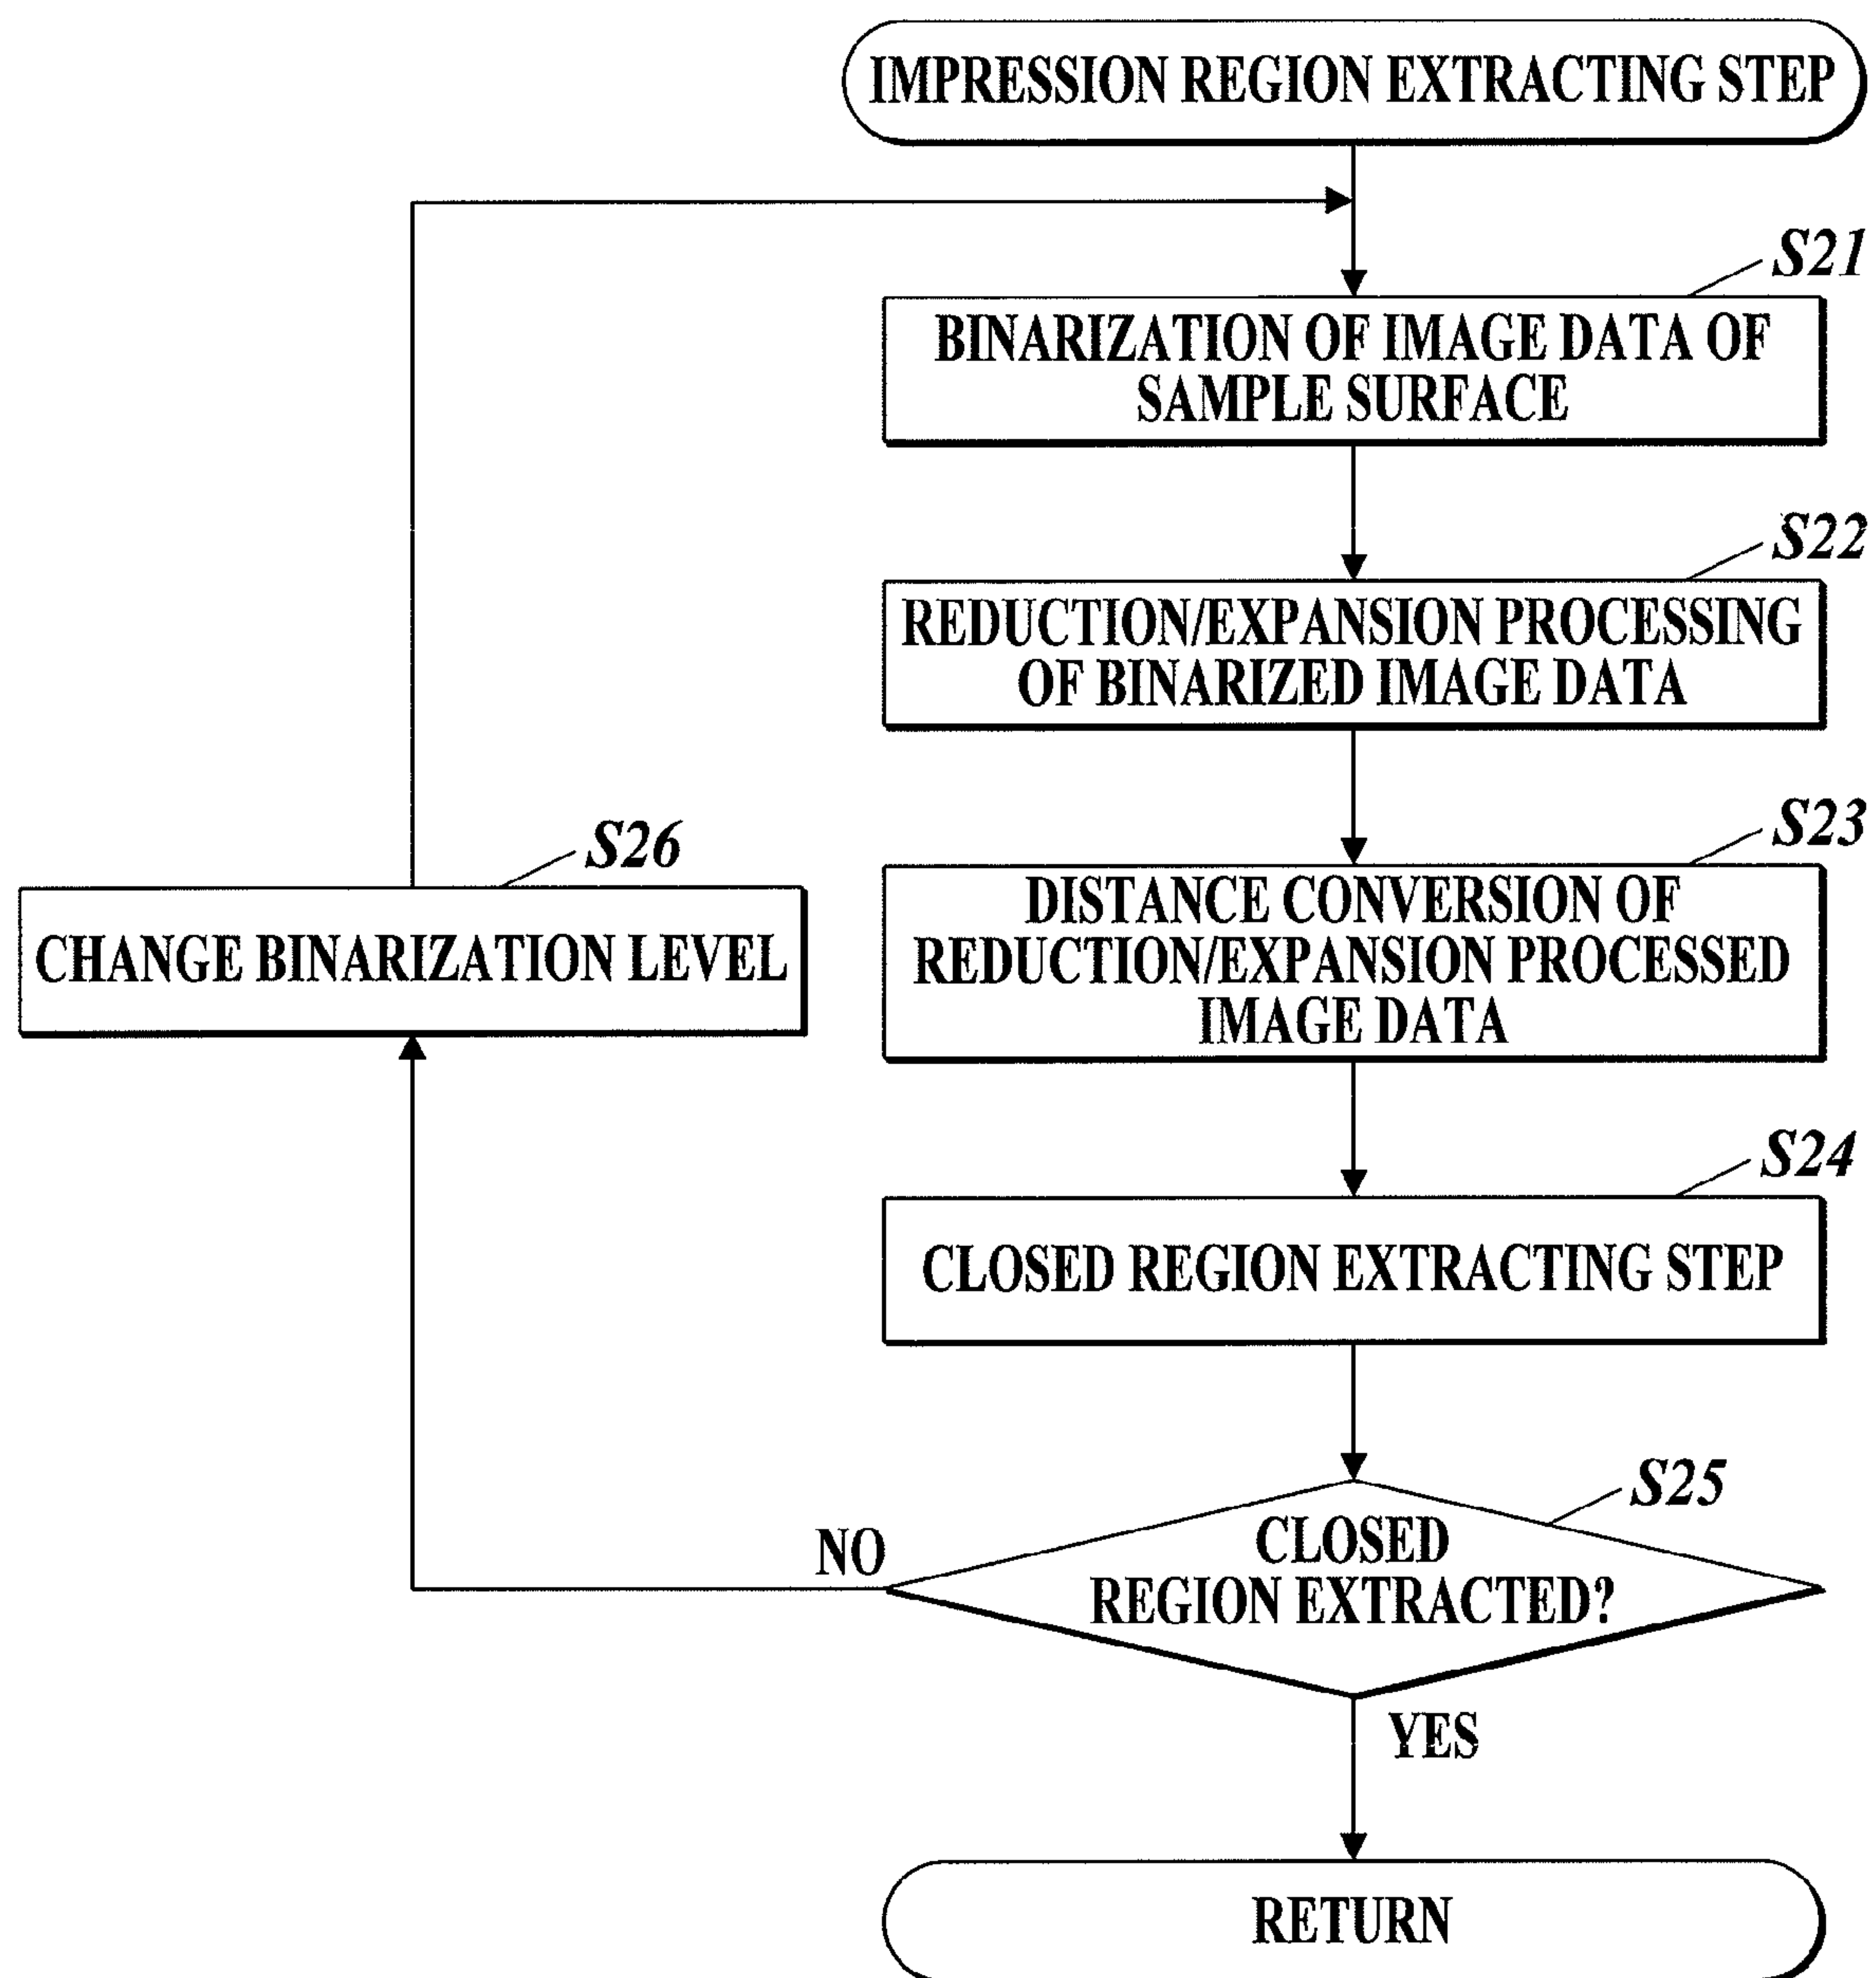 IMPRESSION REGION EXTRACTING STEP
S21
BINARIZATION OF IMAGE DATA OF
SAMPLE SURFACE
S22
REDUCTION/EXPANSION PROCESSING
OF BINARIZED IMAGE DATA
S23
DISTANCE CONVERSION OF
REDUCTION/EXPANSION PROCESSED
IMAGE DATA
S26
CHANGE BINARIZATION LEVEL
S24
CLOSED REGION EXTRACTING STEP
S25
CLOSED
REGION EXTRACTED?
NO
YES
RETURN